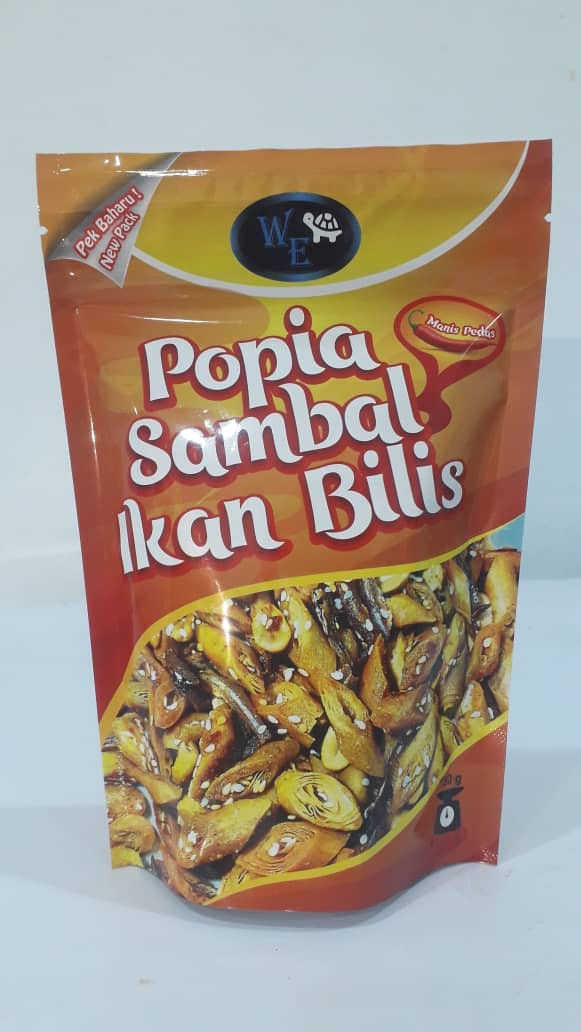 Pek Baharu !
New Pack
WE
Manis Pedas
Popia
Sambal
Ikan Bilis